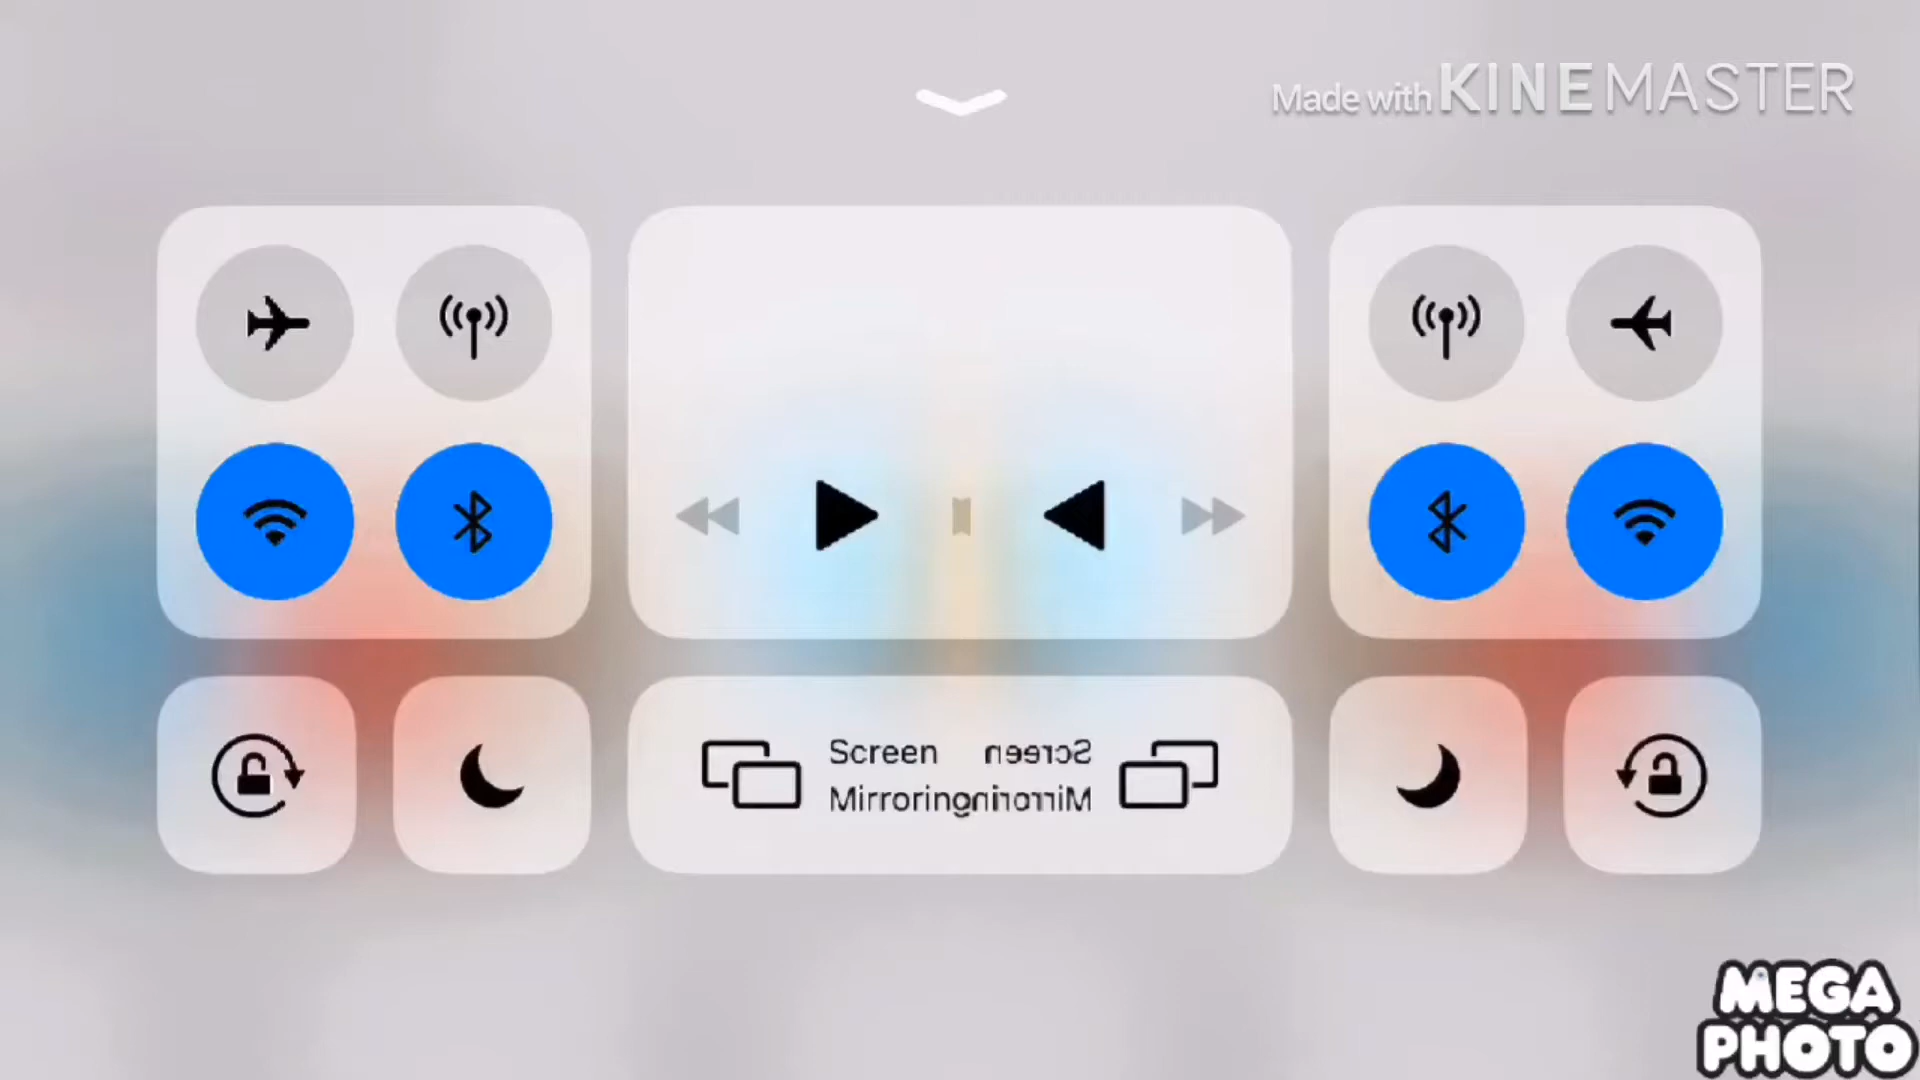 Made with KINEMASTER
Screen Screen
Mirroring Mirroring
MEGA
PHOTO